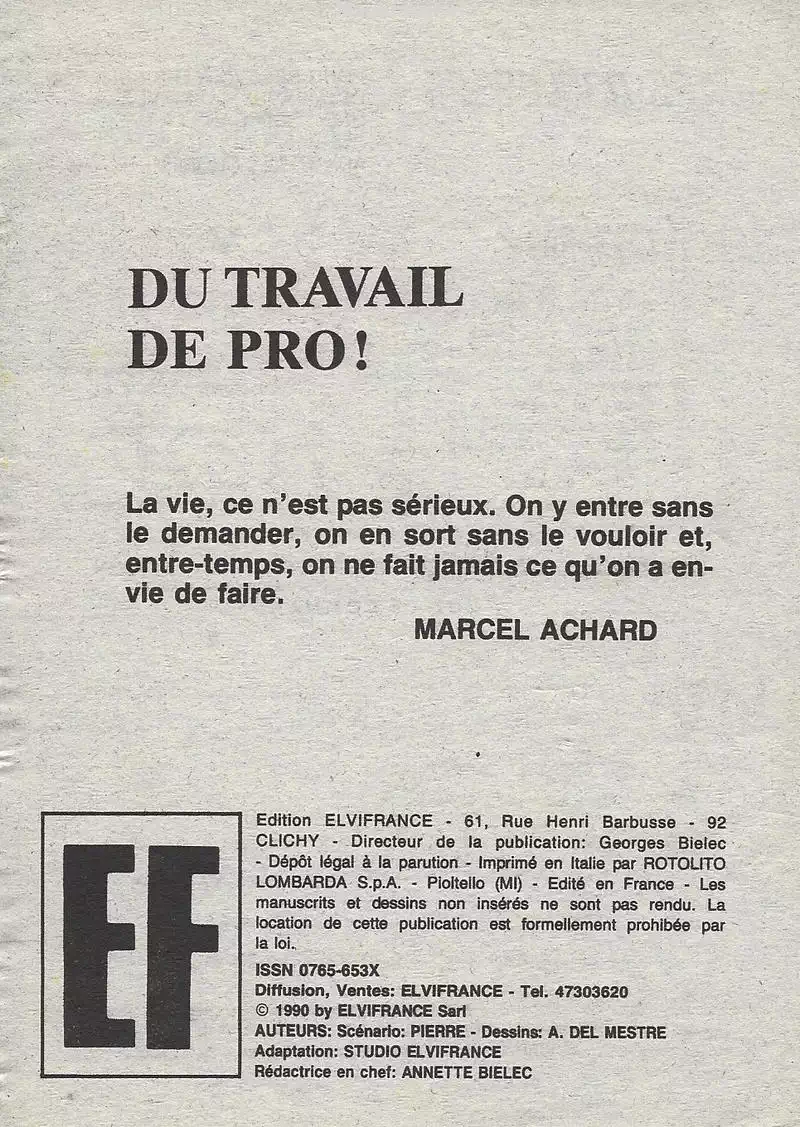 DU TRAVAIL
DE PRO!
La vie, ce n'est pas sérieux. On y entre sans
le demander, on en sort sans le vouloir et,
entre-temps, on ne fait jamais ce qu'on a en-
vie de faire.
MARCEL ACHARD
EF
Edition ELVIFRANCE - 61, Rue Henri Barbusse - 92
CLICHY - Directeur de la publication: Georges Bielec
- Dépôt légal à la parution - Imprimé en Italie par ROTOLITO
LOMBARDA S.p.A. - Pioltello (MI) - Edité en France - Les
manuscrits et dessins non insérés ne sont pas rendu. La
location de cette publication est formellement prohibée par
la loi.
ISSN 0765-653X
Diffusion, Ventes: ELVIFRANCE - Tel. 47303620
© 1990 by ELVIFRANCE Sarl
AUTEURS: Scénario: PIERRE - Dessins: A. DEL MESTRE
Adaptation: STUDIO ELVIFRANCE
Rédactrice en chef: ANNETTE BIELEC